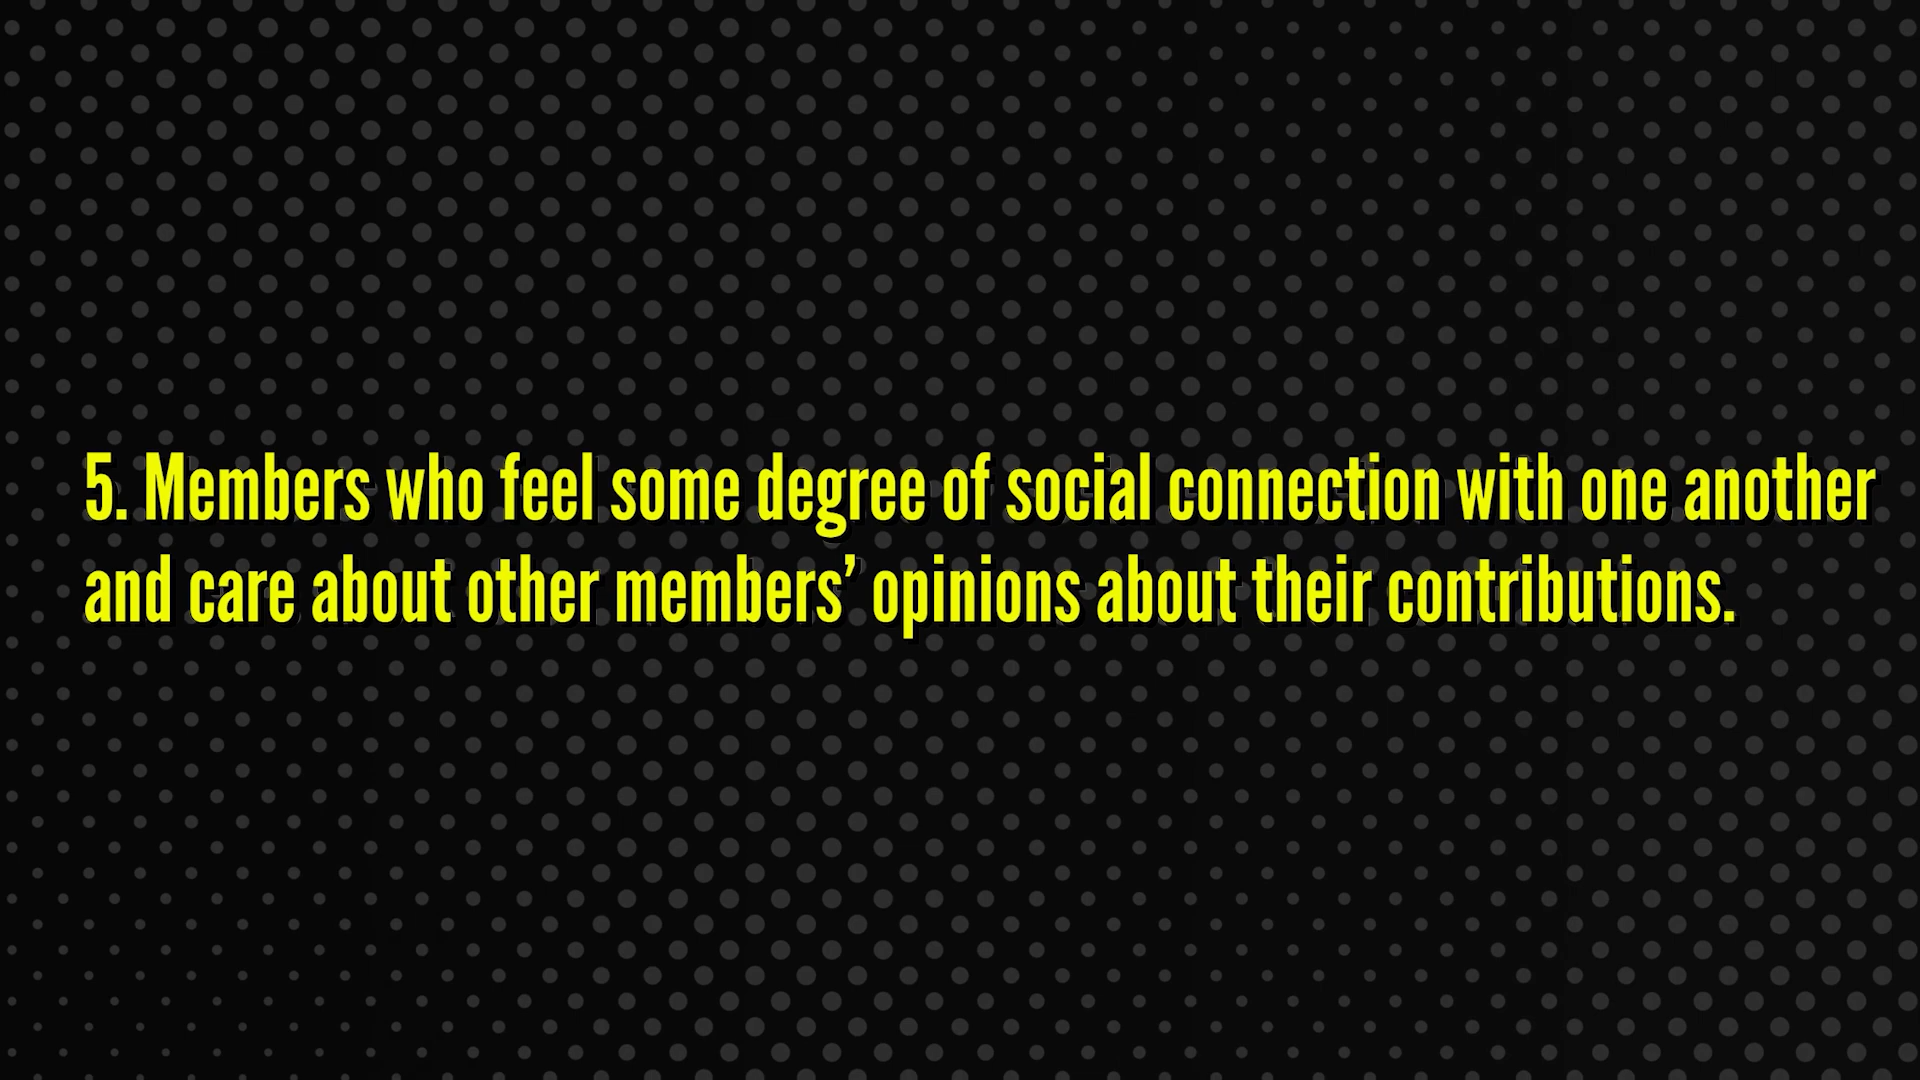 5. Members who feel some degree of social connection with one another
and care about other members’ opinions about their contributions.